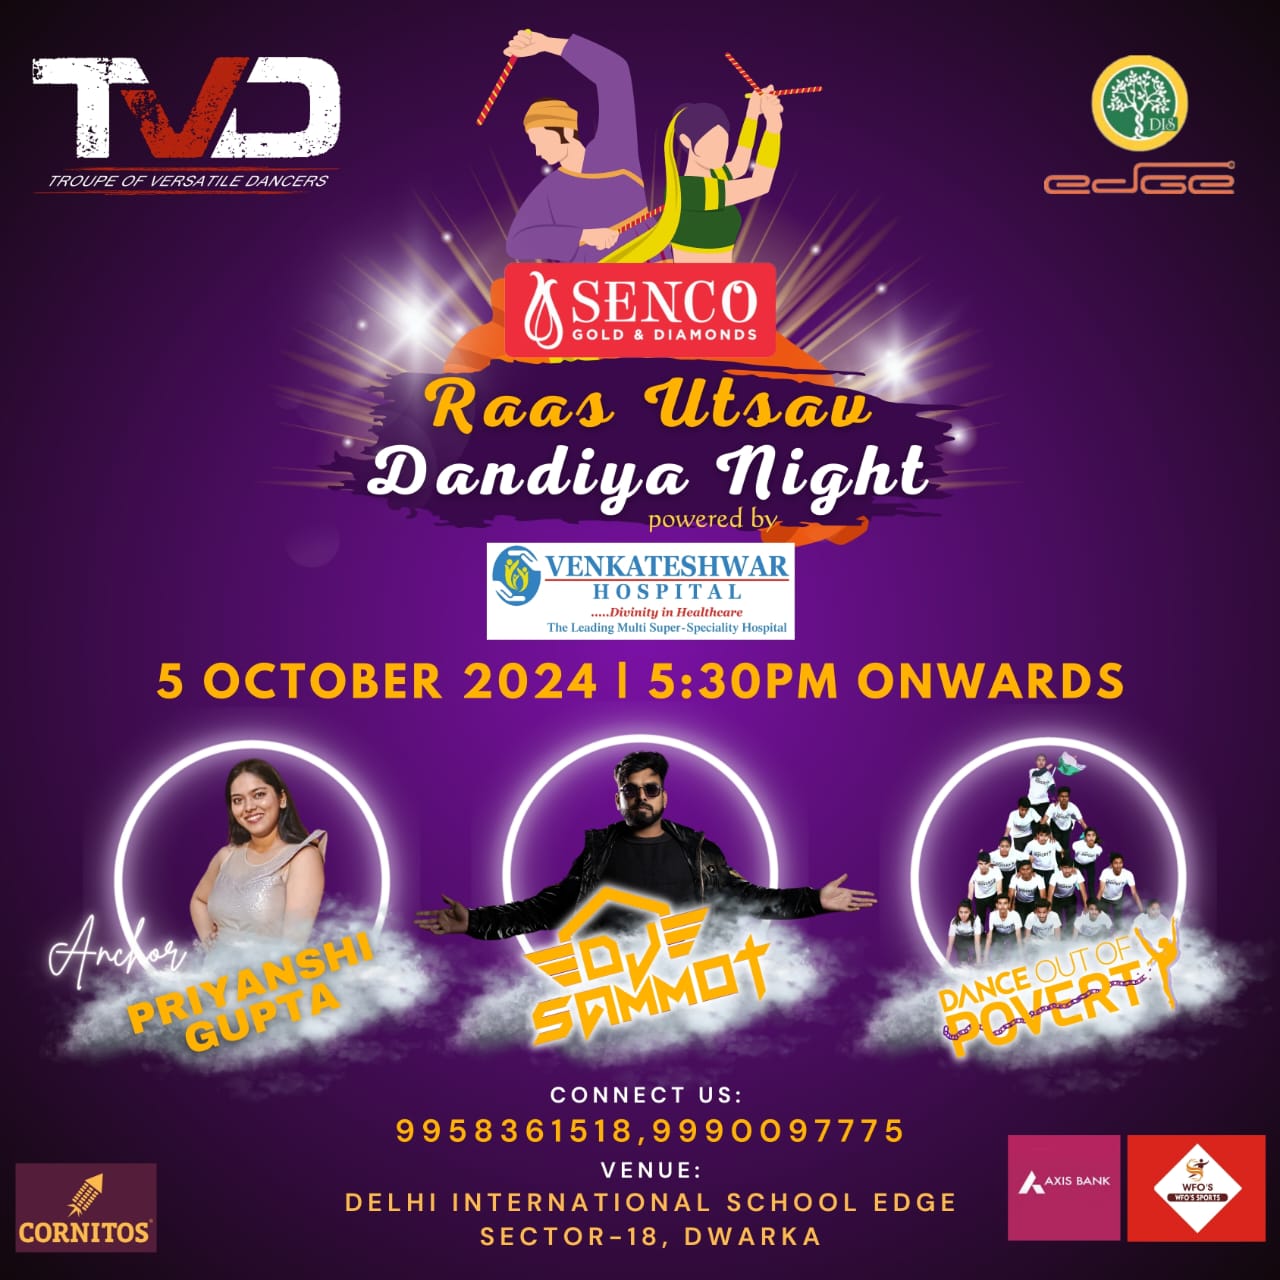 TVD
TROUPE OF VERSATILE DANCERS
DIS
edge
SENCO
GOLD & DIAMONDS
Raas Utsav
Dandiya Night
powered by
VENKATESHWAR
HOSPITAL
.....Divinity in Healthcare
The Leading Multi Super-Speciality Hospital
5 OCTOBER 2024 | 5:30PM ONWARDS
Anchor
PRIYANSHI
GUPTA
DJ
SAMMOT
DANCE OUT OF
POVERTY
CONNECT US:
9958361518,9990097775
VENUE:
DELHI INTERNATIONAL SCHOOL EDGE
SECTOR-18, DWARKA
CORNITOS
AXIS BANK
WFO'S
WFO'S SPORTS